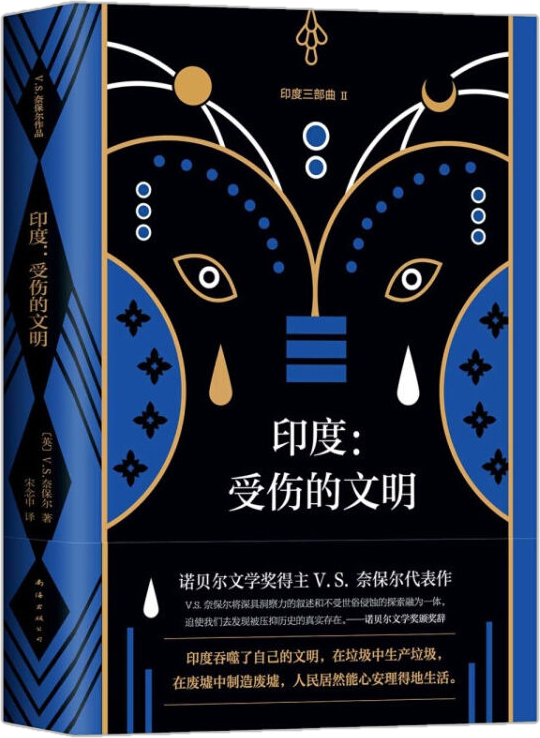 V.S.奈保尔作品
印度：受伤的文明
〔英〕V.S.奈保尔 著
宋念申 译
南海出版公司
印度三部曲 II
印度：
受伤的文明
诺贝尔文学奖得主 V.S. 奈保尔代表作
V.S. 奈保尔将深具洞察力的叙述和不受世俗侵蚀的探索融为一体，
迫使我们去发现被压抑历史的真实存在。——诺贝尔文学奖颁奖辞
印度吞噬了自己的文明，在垃圾中生产垃圾，
在废墟中制造废墟，人民居然能心安理得地生活。